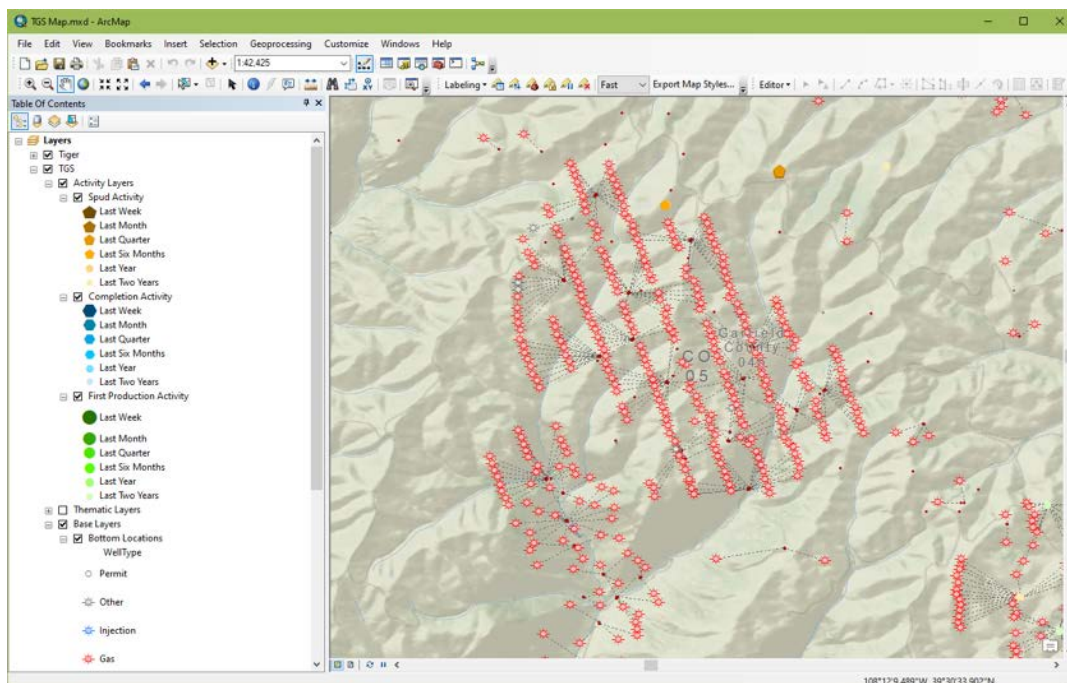 TGS Map.mxd - ArcMap
File Edit View Bookmarks Insert Selection Geoprocessing Customize Windows Help
1:42,425
Labeling Fast Export Map Styles... Editor
Table Of Contents
Layers
Tiger
TGS
Activity Layers
Spud Activity
Last Week
Last Month
Last Quarter
Last Six Months
Last Year
Last Two Years
Completion Activity
Last Week
Last Month
Last Quarter
Last Six Months
Last Year
Last Two Years
First Production Activity
Last Week
Last Month
Last Quarter
Last Six Months
Last Year
Last Two Years
Thematic Layers
Base Layers
Bottom Locations
WellType
Permit
Other
Injection
Gas
Garfield
County
CO
05
108°12'9.489"W 39°30'33.902"N